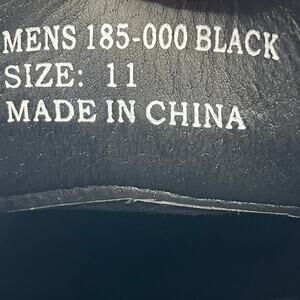 MENS 185-000 BLACK
SIZE: 11
MADE IN CHINA